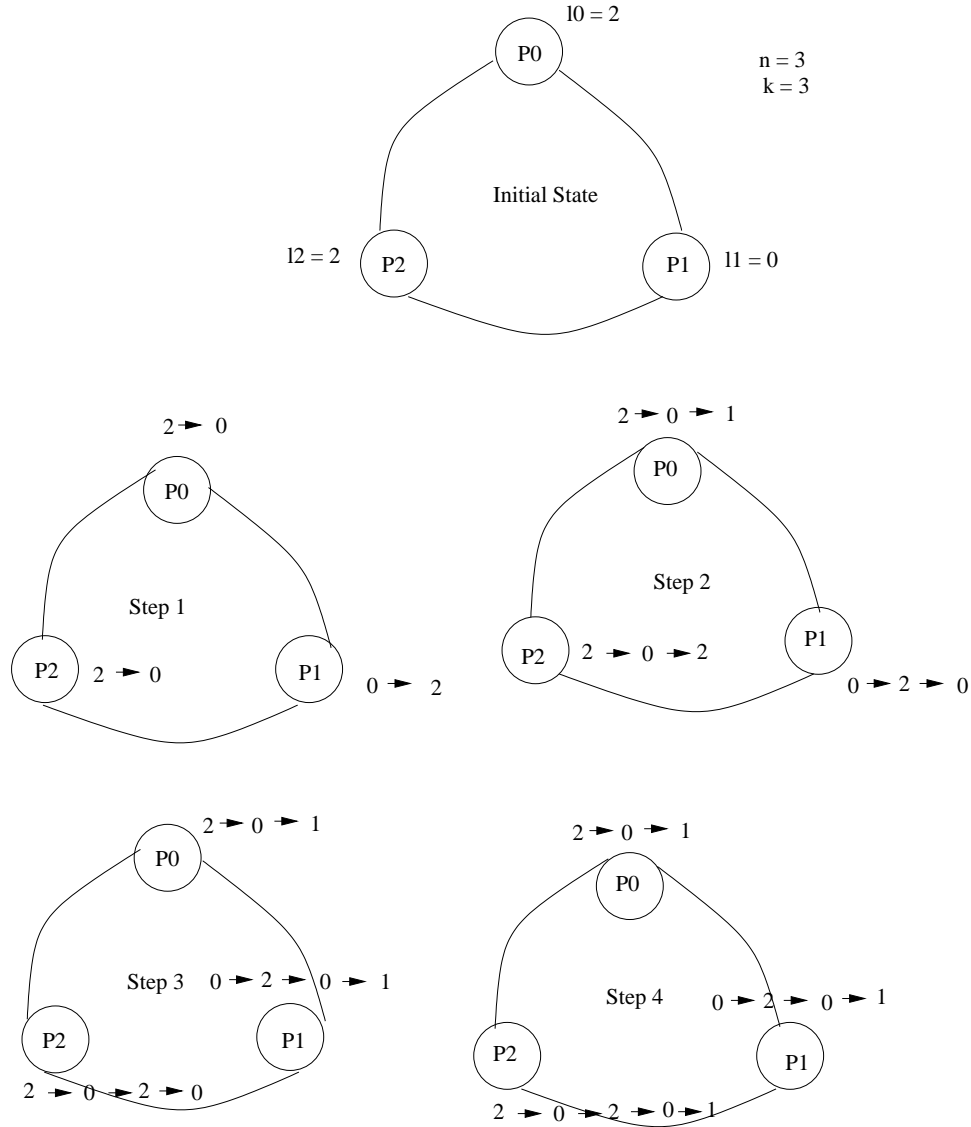 l0 = 2
P0
n = 3
k = 3
Initial State
l2 = 2
P2
P1
l1 = 0
2 → 0
P0
Step 1
P2
2 → 0
P1
0 → 2
2 → 0 → 1
P0
Step 2
P2
2 → 0 → 2
P1
0 → 2 → 0
2 → 0 → 1
P0
Step 3
0 → 2 → 0 → 1
P2
P1
2 → 0 → 2 → 0
2 → 0 → 1
P0
Step 4
0 → 2 → 0 → 1
P2
P1
2 → 0 → 2 → 0 → 1